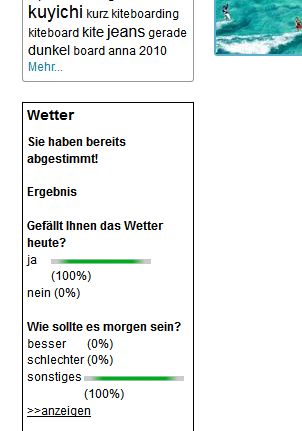 kuyichi kurz kiteboarding
kiteboard kite jeans gerade
dunkel board anna 2010
Mehr...
Wetter
Sie haben bereits
abgestimmt!
Ergebnis
Gefällt Ihnen das Wetter
heute?
ja
(100%)
nein (0%)
Wie sollte es morgen sein?
besser (0%)
schlechter (0%)
sonstiges
(100%)
>>anzeigen